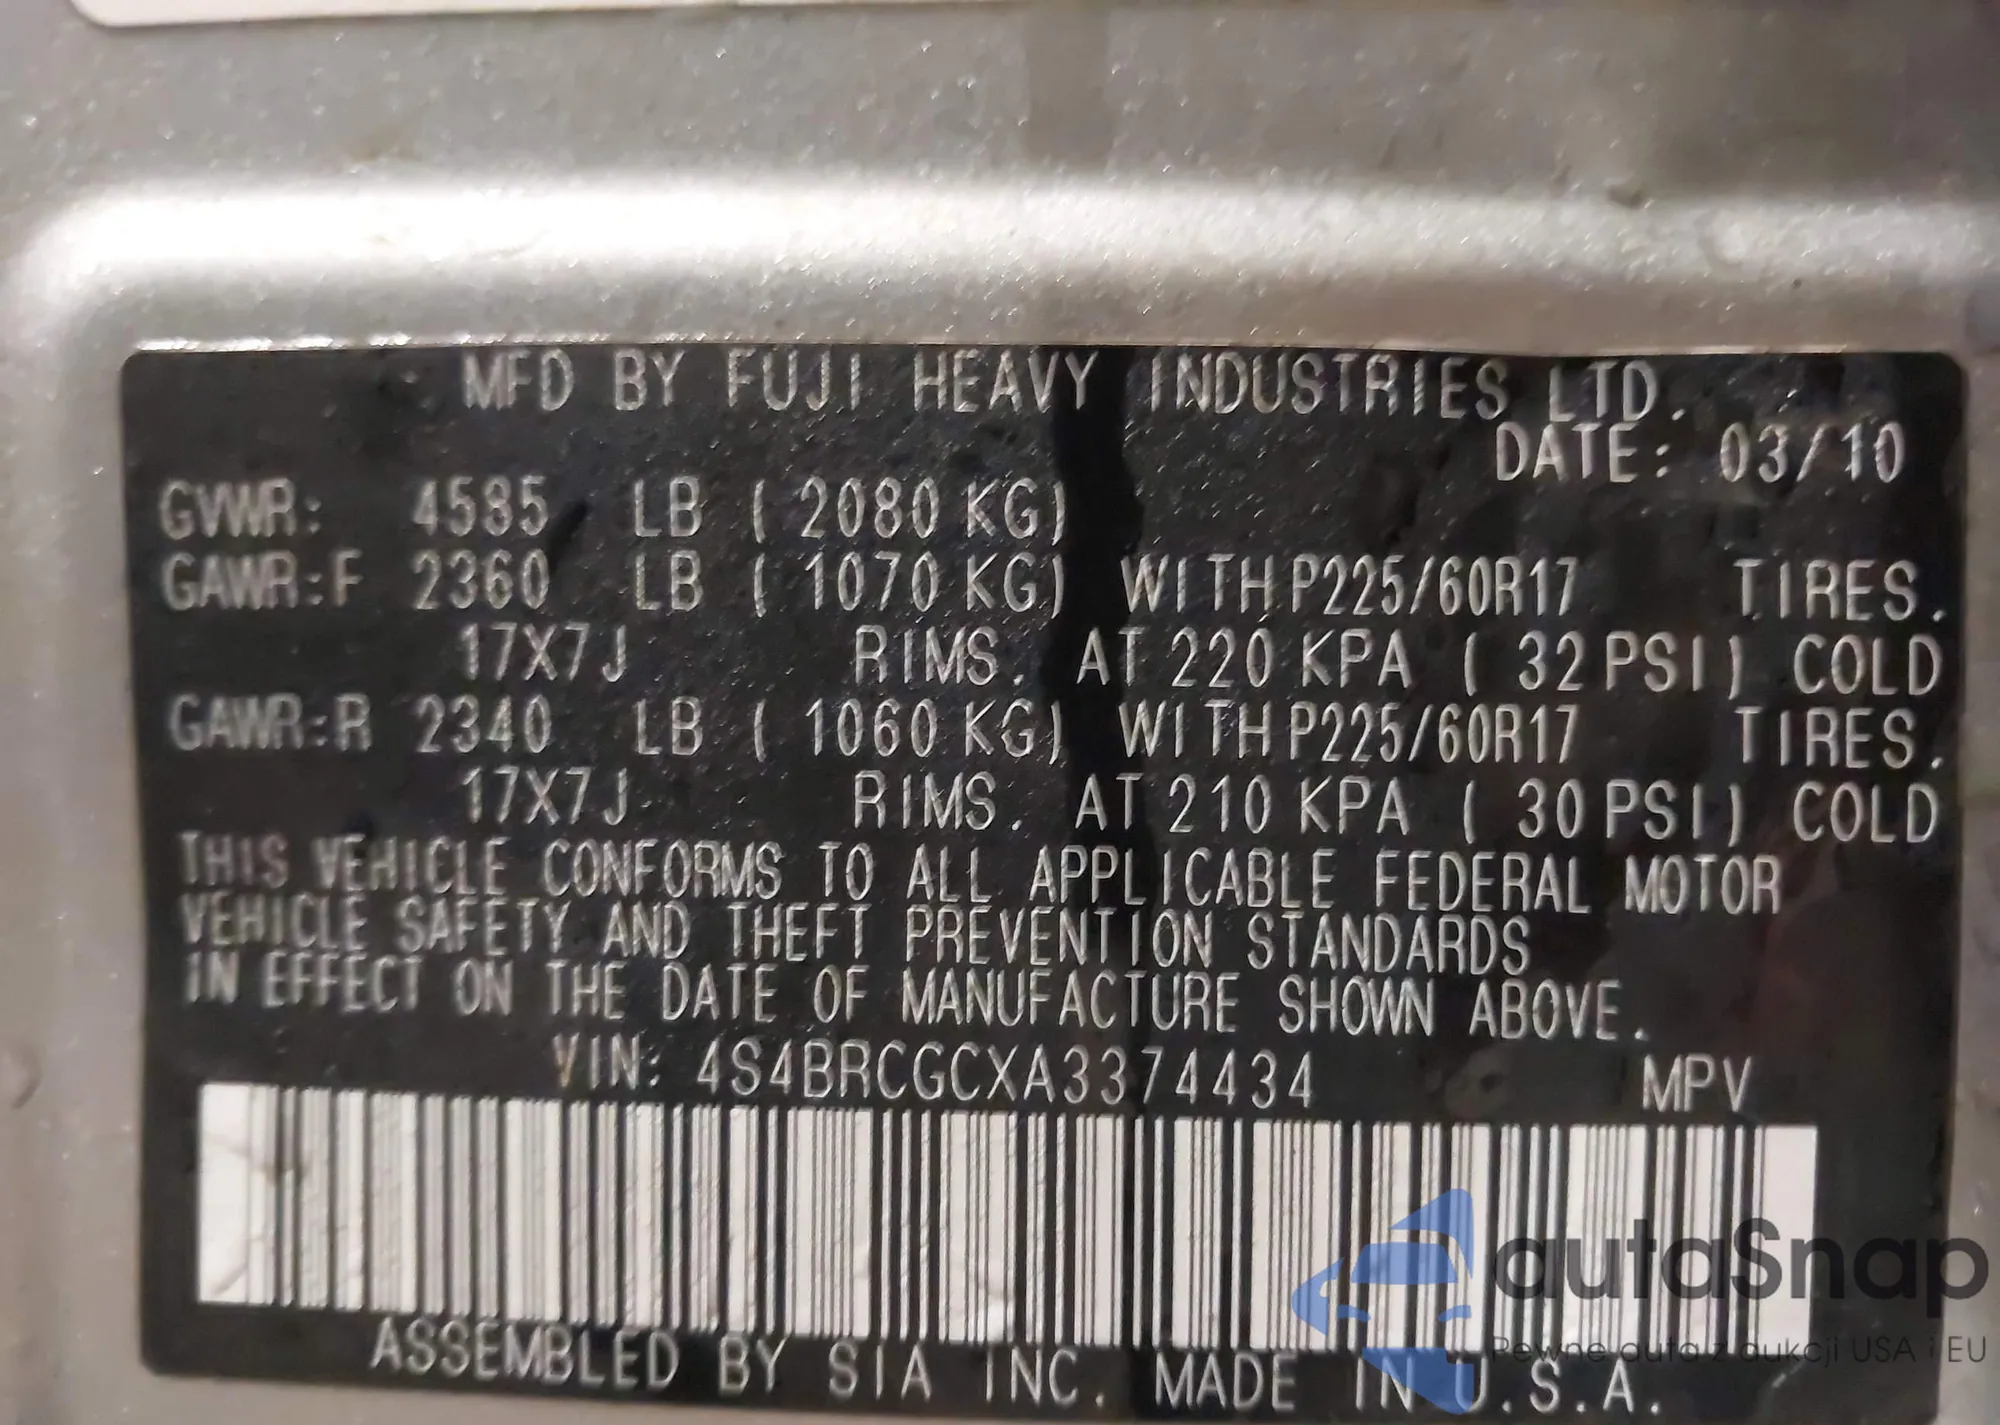 MFD BY FUJI HEAVY INDUSTRIES LTD.
DATE: 03/10
GVWR: 4585 LB ( 2080 KG)
GAWR:F 2360 LB ( 1070 KG) WITH P225/60R17 TIRES.
17X7J RIMS. AT 220 KPA ( 32 PSI) COLD
GAWR:R 2340 LB ( 1060 KG) WITH P225/60R17 TIRES.
17X7J RIMS. AT 210 KPA ( 30 PSI) COLD
THIS VEHICLE CONFORMS TO ALL APPLICABLE FEDERAL MOTOR
VEHICLE SAFETY AND THEFT PREVENTION STANDARDS
IN EFFECT ON THE DATE OF MANUFACTURE SHOWN ABOVE.
VIN: 4S4BRCGCXA3374434 MPV
ASSEMBLED BY SIA INC. MADE IN U.S.A.
autaSnap
Pewne auta z aukcji USA i EU